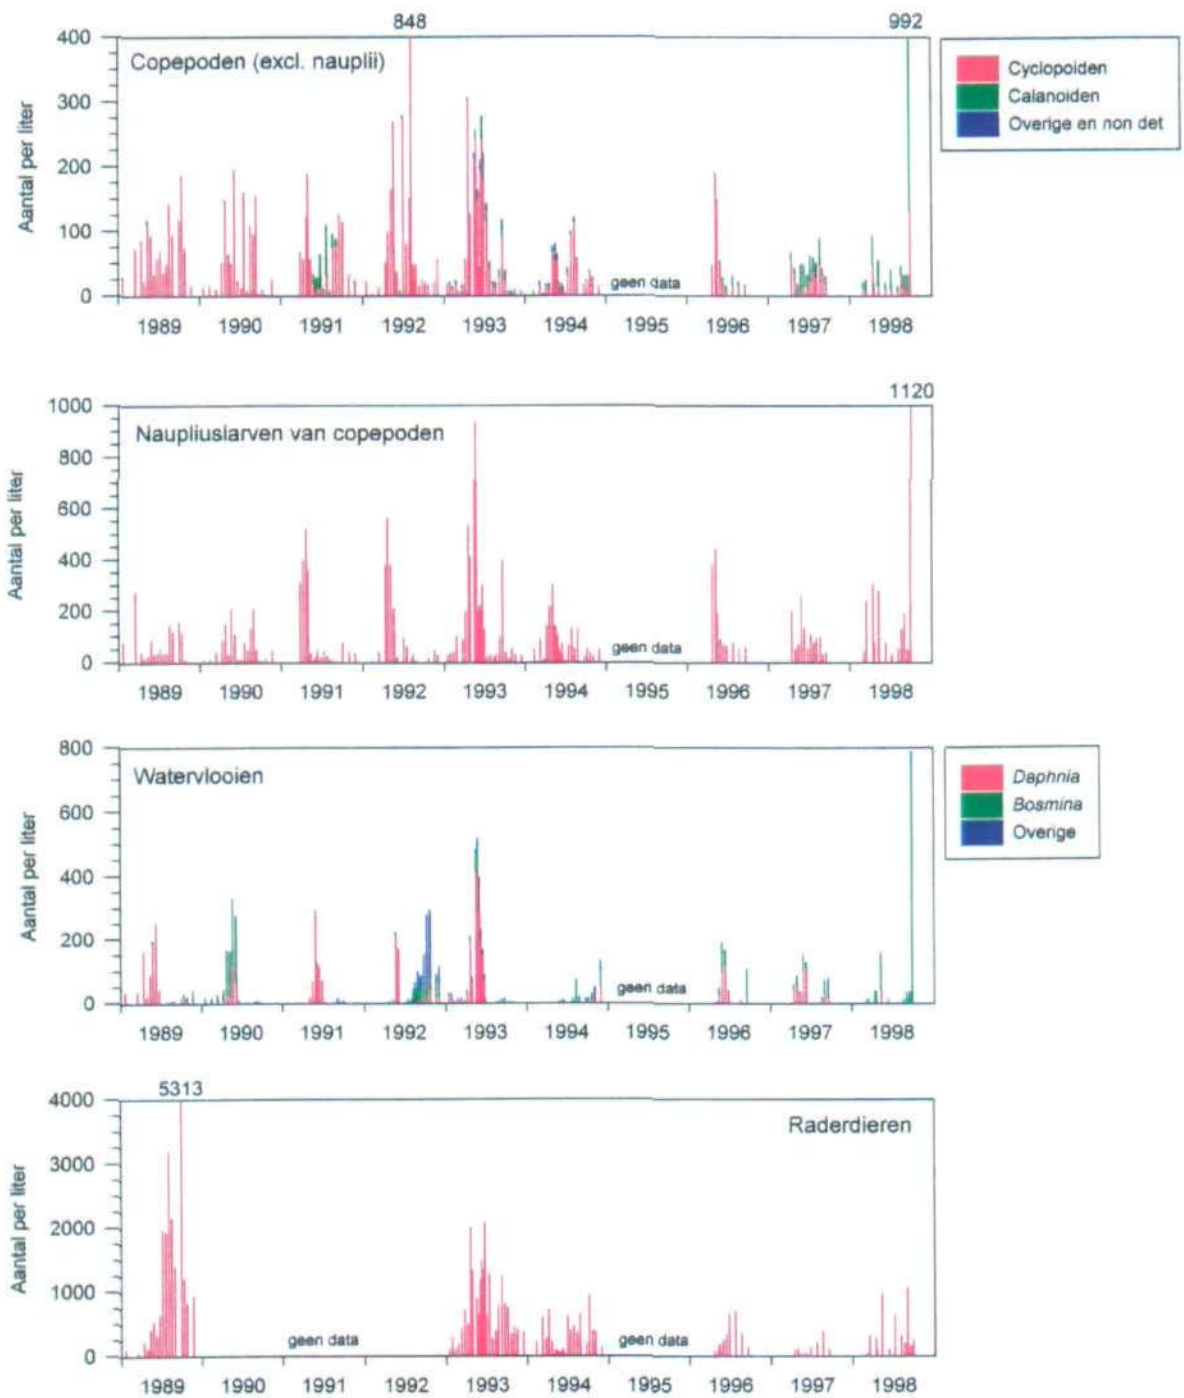 848
992
400
300
200
100
0
Aantal per liter
Copepoden (excl. nauplii)
geen data
1989 1990 1991 1992 1993 1994 1995 1996 1997 1998
Cyclopoiden
Calanoiden
Overige en non det
1120
1000
800
600
400
200
0
Aantal per liter
Naupliuslarven van copepoden
geen data
1989 1990 1991 1992 1993 1994 1995 1996 1997 1998
800
600
400
200
0
Aantal per liter
Watervlooien
geen data
1989 1990 1991 1992 1993 1994 1995 1996 1997 1998
Daphnia
Bosmina
Overige
5313
4000
3000
2000
1000
0
Aantal per liter
Raderdieren
geen data
geen data
1989 1990 1991 1992 1993 1994 1995 1996 1997 1998